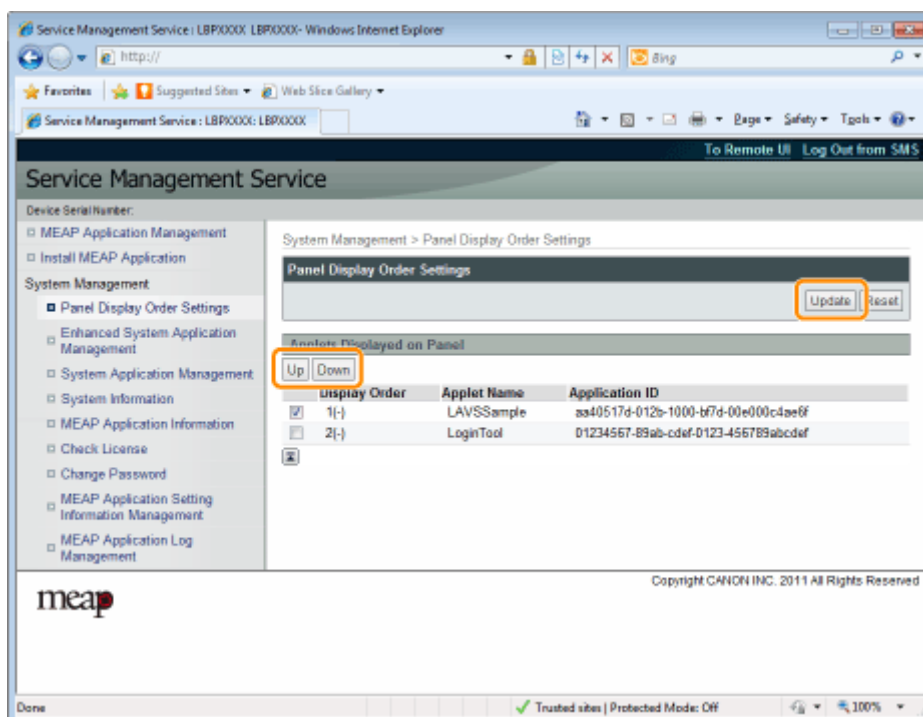 Service Management Service : LBPXXXX LBPXXXX- Windows Internet Explorer
http://
Bing
Favorites Suggested Sites Web Slice Gallery
Service Management Service : LBPXXXX: LBPXXXX
Page Safety Tools
To Remote UI Log Out from SMS
Service Management Service
Device Serial Number:
MEAP Application Management
Install MEAP Application
System Management
Panel Display Order Settings
Enhanced System Application
Management
System Application Management
System Information
MEAP Application Information
Check License
Change Password
MEAP Application Setting
Information Management
MEAP Application Log
Management
System Management > Panel Display Order Settings
Panel Display Order Settings
Update Reset
Applets Displayed on Panel
Up Down
Display Order Applet Name Application ID
1(-) LAVSSample aa40517d-012b-1000-bf7d-00e000c4ae6f
2(-) LoginTool 01234567-89ab-cdef-0123-456789abcdef
Copyright CANON INC. 2011 All Rights Reserved
meap
Done Trusted sites | Protected Mode: Off 100%